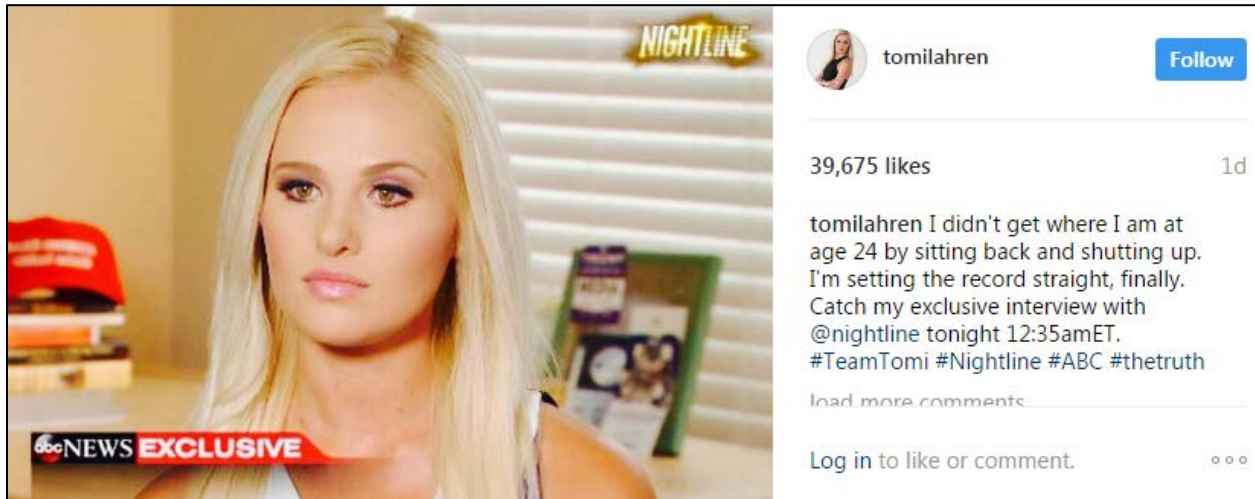 NIGHTLINE
abc NEWS EXCLUSIVE
tomilahren
Follow
39,675 likes 1d
tomilahren I didn't get where I am at
age 24 by sitting back and shutting up.
I'm setting the record straight, finally.
Catch my exclusive interview with
@nightline tonight 12:35amET.
#TeamTomi #Nightline #ABC #thetruth
load more comments
Log in to like or comment.